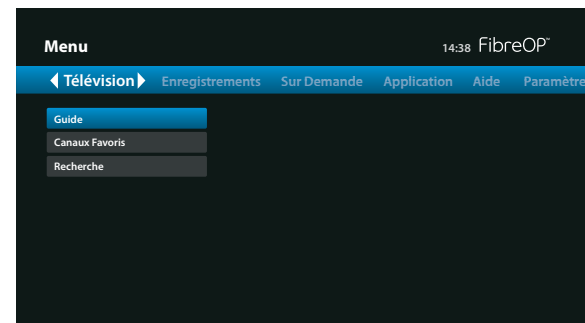 Menu
14:38 FibreOP™
Télévision Enregistrements Sur Demande Application Aide Paramètre
Guide
Canaux Favoris
Recherche